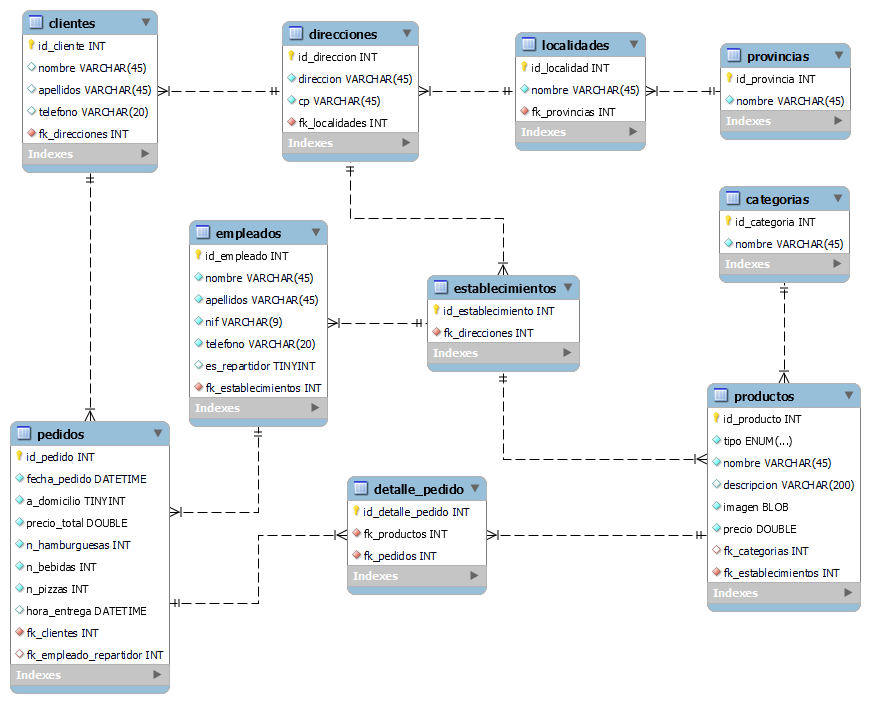 clientes
id_cliente INT
nombre VARCHAR(45)
apellidos VARCHAR(45)
telefono VARCHAR(20)
fk_direcciones INT
Indexes
direcciones
id_direccion INT
direccion VARCHAR(45)
cp VARCHAR(45)
fk_localidades INT
Indexes
localidades
id_localidad INT
nombre VARCHAR(45)
fk_provincias INT
Indexes
provincias
id_provincia INT
nombre VARCHAR(45)
Indexes
empleados
id_empleado INT
nombre VARCHAR(45)
apellidos VARCHAR(45)
nif VARCHAR(9)
telefono VARCHAR(20)
es_repartidor TINYINT
fk_establecimientos INT
Indexes
establecimientos
id_establecimiento INT
fk_direcciones INT
Indexes
categorias
id_categoria INT
nombre VARCHAR(45)
Indexes
pedidos
id_pedido INT
fecha_pedido DATETIME
a_domicilio TINYINT
precio_total DOUBLE
n_hamburguesas INT
n_bebidas INT
n_pizzas INT
hora_entrega DATETIME
fk_clientes INT
fk_empleado_repartidor INT
Indexes
detalle_pedido
id_detalle_pedido INT
fk_productos INT
fk_pedidos INT
Indexes
productos
id_producto INT
tipo ENUM(...)
nombre VARCHAR(45)
descripcion VARCHAR(200)
imagen BLOB
precio DOUBLE
fk_categorias INT
fk_establecimientos INT
Indexes